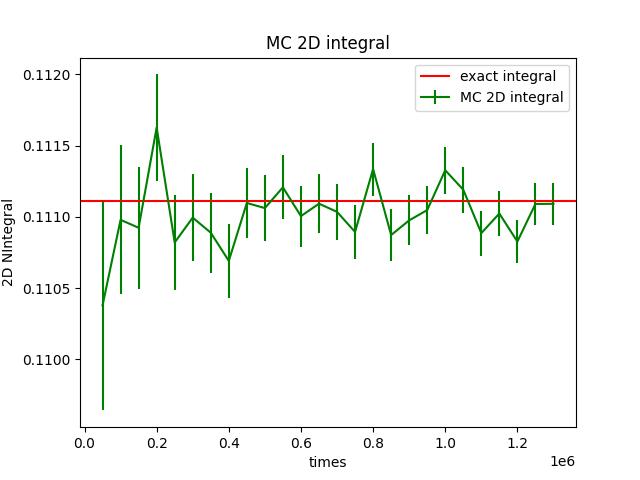 MC 2D integral
exact integral
MC 2D integral
0.1120
0.1115
0.1110
0.1105
0.1100
2D NIntegral
0.0
0.2
0.4
0.6
0.8
1.0
1.2
1e6
times